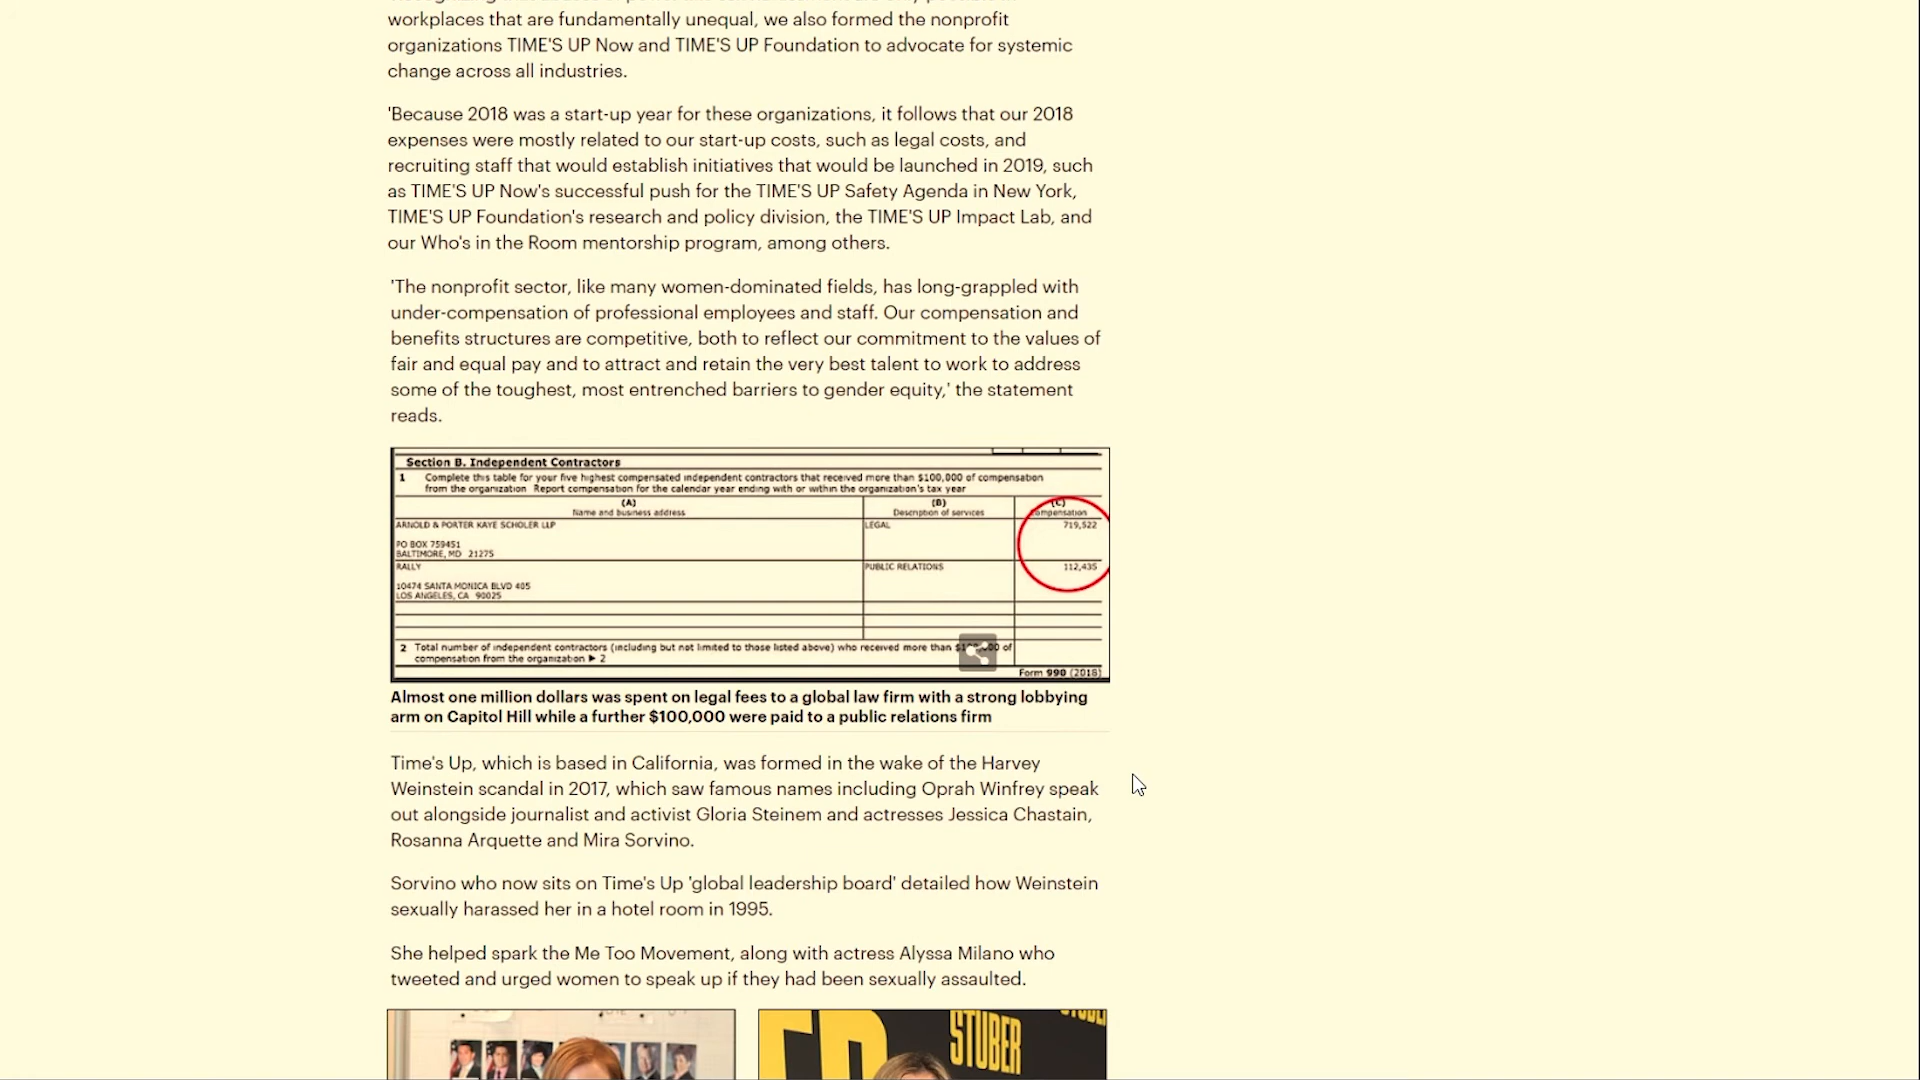 workplaces that are fundamentally unequal, we also formed the nonprofit
organizations TIME'S UP Now and TIME'S UP Foundation to advocate for systemic
change across all industries.
'Because 2018 was a start-up year for these organizations, it follows that our 2018
expenses were mostly related to our start-up costs, such as legal costs, and
recruiting staff that would establish initiatives that would be launched in 2019, such
as TIME'S UP Now's successful push for the TIME'S UP Safety Agenda in New York,
TIME'S UP Foundation's research and policy division, the TIME'S UP Impact Lab, and
our Who's in the Room mentorship program, among others.
'The nonprofit sector, like many women-dominated fields, has long-grappled with
under-compensation of professional employees and staff. Our compensation and
benefits structures are competitive, both to reflect our commitment to the values of
fair and equal pay and to attract and retain the very best talent to work to address
some of the toughest, most entrenched barriers to gender equity,' the statement
reads.
Section B. Independent Contractors
1 Complete this table for your five highest compensated independent contractors that received more than $100,000 of compensation
from the organization Report compensation for the calendar year ending with or within the organization's tax year
(A) (B) (C)
Name and business address Description of services Compensation
ARNOLD & PORTER KAYE SCHOLER LLP LEGAL 719,522
PO BOX 759451
BALTIMORE, MD 21275
RALLY PUBLIC RELATIONS 112,435
10474 SANTA MONICA BLVD 405
LOS ANGELES, CA 90025
2 Total number of independent contractors (including but not limited to those listed above) who received more than $100,000 of
compensation from the organization ▶ 2
Form 990 (2018)
Almost one million dollars was spent on legal fees to a global law firm with a strong lobbying
arm on Capitol Hill while a further $100,000 were paid to a public relations firm
Time's Up, which is based in California, was formed in the wake of the Harvey
Weinstein scandal in 2017, which saw famous names including Oprah Winfrey speak
out alongside journalist and activist Gloria Steinem and actresses Jessica Chastain,
Rosanna Arquette and Mira Sorvino.
Sorvino who now sits on Time's Up 'global leadership board' detailed how Weinstein
sexually harassed her in a hotel room in 1995.
She helped spark the Me Too Movement, along with actress Alyssa Milano who
tweeted and urged women to speak up if they had been sexually assaulted.
STUBER